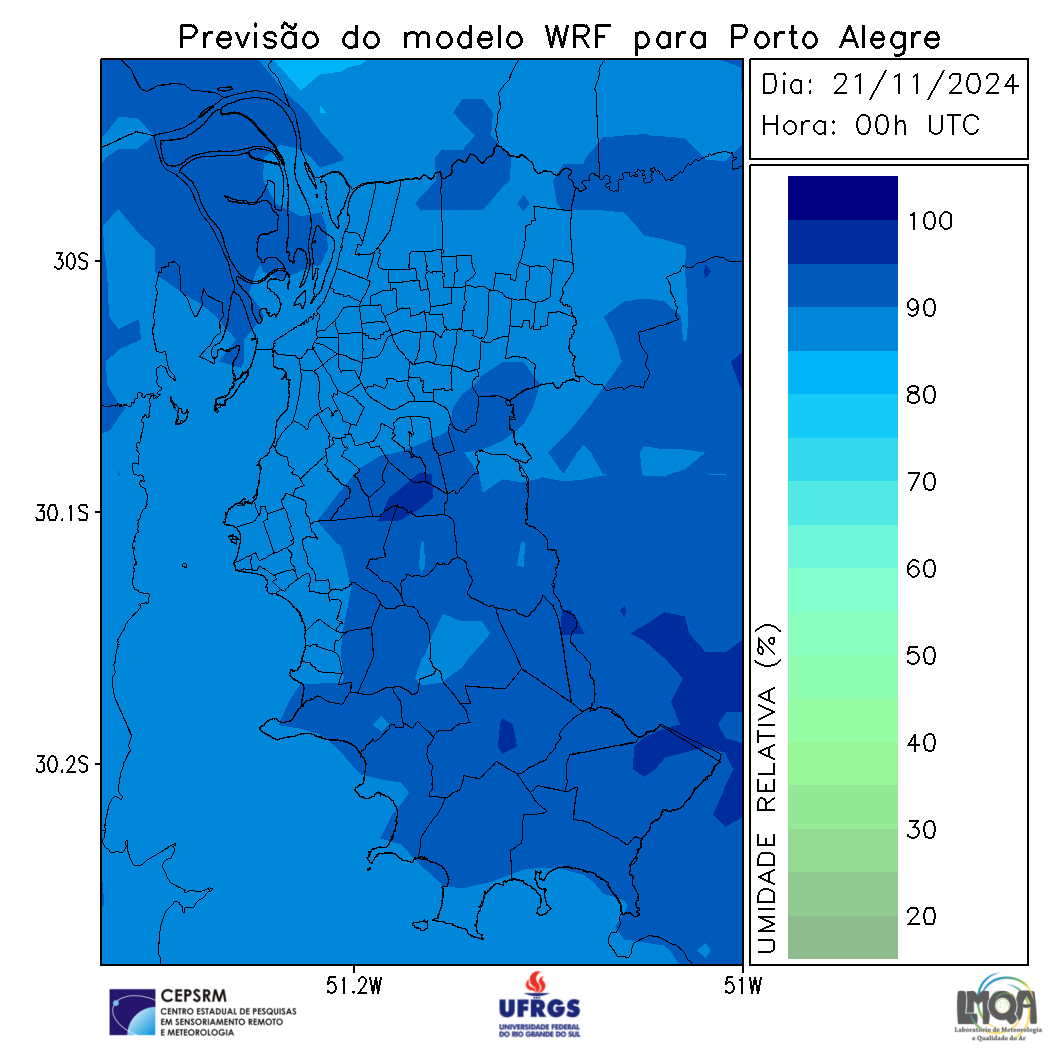 Previsão do modelo WRF para Porto Alegre
Dia: 21/11/2024
Hora: 00h UTC
100
90
80
70
60
50
40
30
20
UMIDADE RELATIVA (%)
30S
30.1S
30.2S
51.2W
51W
CEPSRM
CENTRO ESTADUAL DE PESQUISAS
EM SENSORIAMENTO REMOTO
E METEOROLOGIA
UFRGS
UNIVERSIDADE FEDERAL
DO RIO GRANDE DO SUL
LMQA
Laboratório de Meteorologia
e Qualidade do Ar